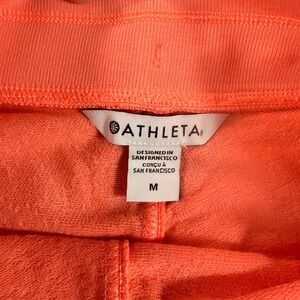 ATHLETA
DESIGNED IN
SAN FRANCISCO
CONÇU À
SAN FRANCISCO
M